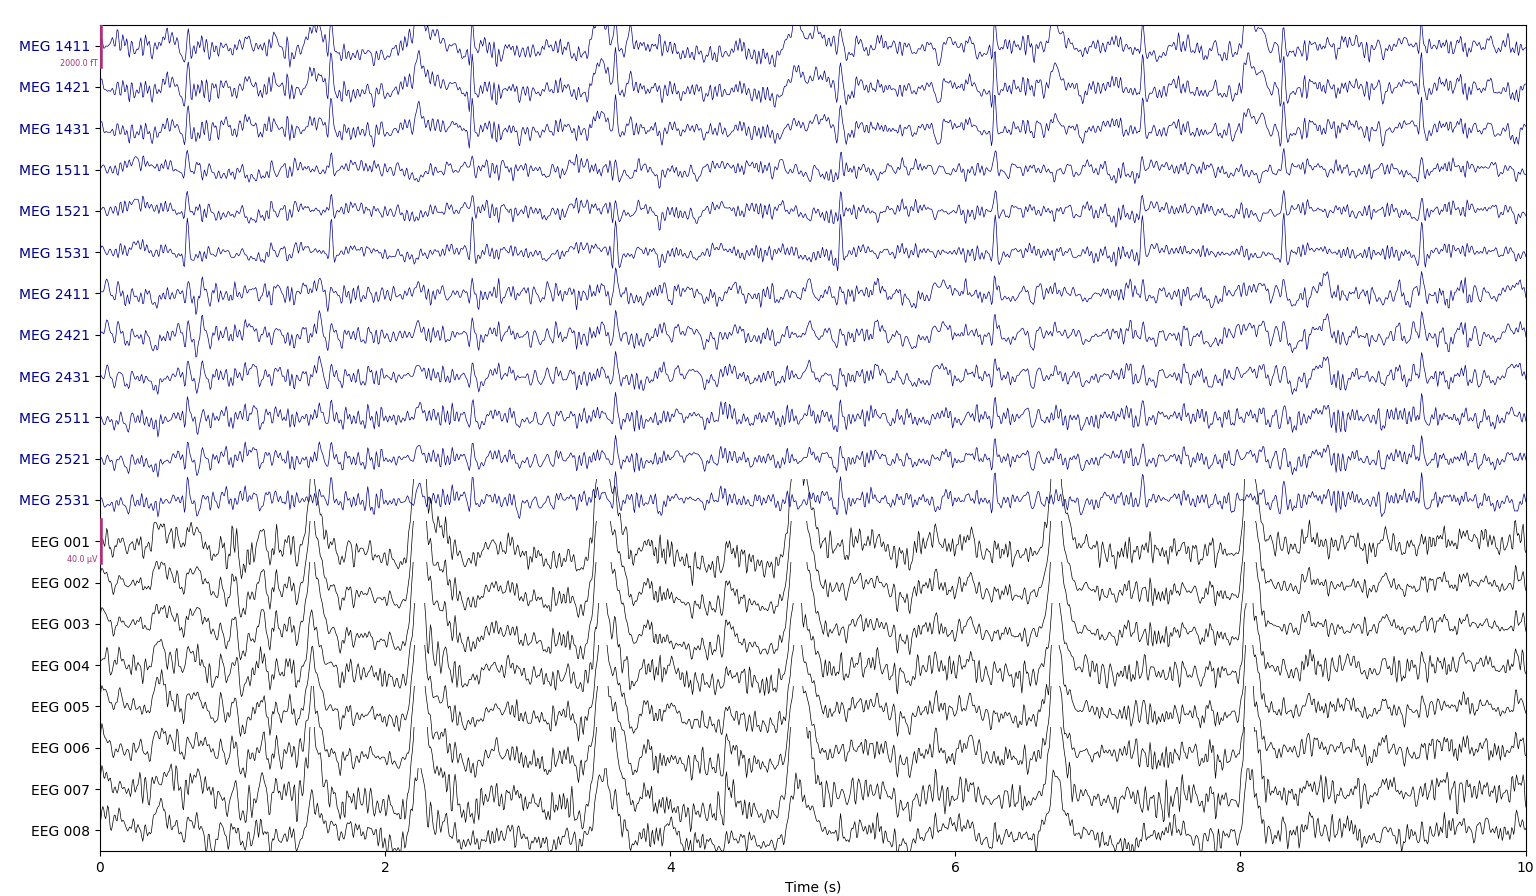 MEG 1411
2000.0 fT
MEG 1421
MEG 1431
MEG 1511
MEG 1521
MEG 1531
MEG 2411
MEG 2421
MEG 2431
MEG 2511
MEG 2521
MEG 2531
EEG 001
40.0 µV
EEG 002
EEG 003
EEG 004
EEG 005
EEG 006
EEG 007
EEG 008
0 2 4 6 8 10
Time (s)